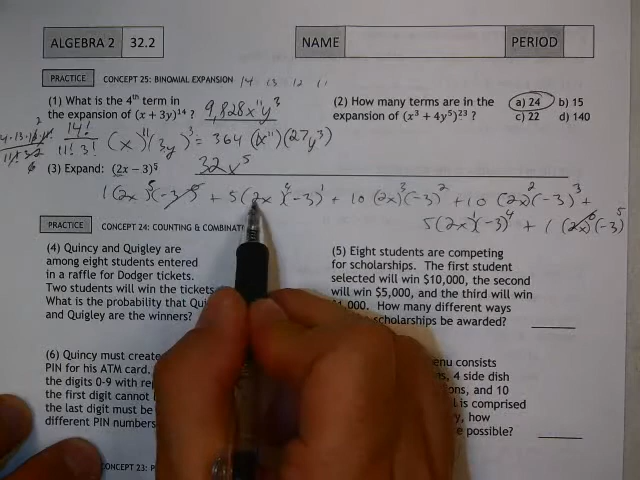 ALGEBRA 2 32.2 NAME PERIOD
PRACTICE CONCEPT 25: BINOMIAL EXPANSION 14 13 12 11
(1) What is the 4th term in
the expansion of (x + 3y)¹⁴ ? 9,828x¹¹y³
14!
11! 3! (x)¹¹(3y)³ = 364 (x¹¹)(27y³)
(2) How many terms are in the a) 24 b) 15
expansion of (x³ + 4y⁵)²³ ? c) 22 d) 140
(3) Expand: (2x − 3)⁵ 32x⁵
1(2x)⁵(-3)⁰ + 5(2x)⁴(-3)¹ + 10(2x)³(-3)² + 10(2x)²(-3)³ +
5(2x)¹(-3)⁴ + 1(2x)⁰(-3)⁵
PRACTICE CONCEPT 24: COUNTING & COMBINATI
(4) Quincy and Quigley are
among eight students entered
in a raffle for Dodger tickets.
Two students will win the tickets
What is the probability that Qui
and Quigley are the winners?
(5) Eight students are competing
for scholarships. The first student
selected will win $10,000, the second
will win $5,000, and the third will win
$1,000. How many different ways
scholarships be awarded?
(6) Quincy must create
PIN for his ATM card.
the digits 0-9 with rep
the first digit cannot
the last digit must be
different PIN numbers
enu consists
4 side dish
ons, and 10
is comprised
how
e possible?
CONCEPT 23: P